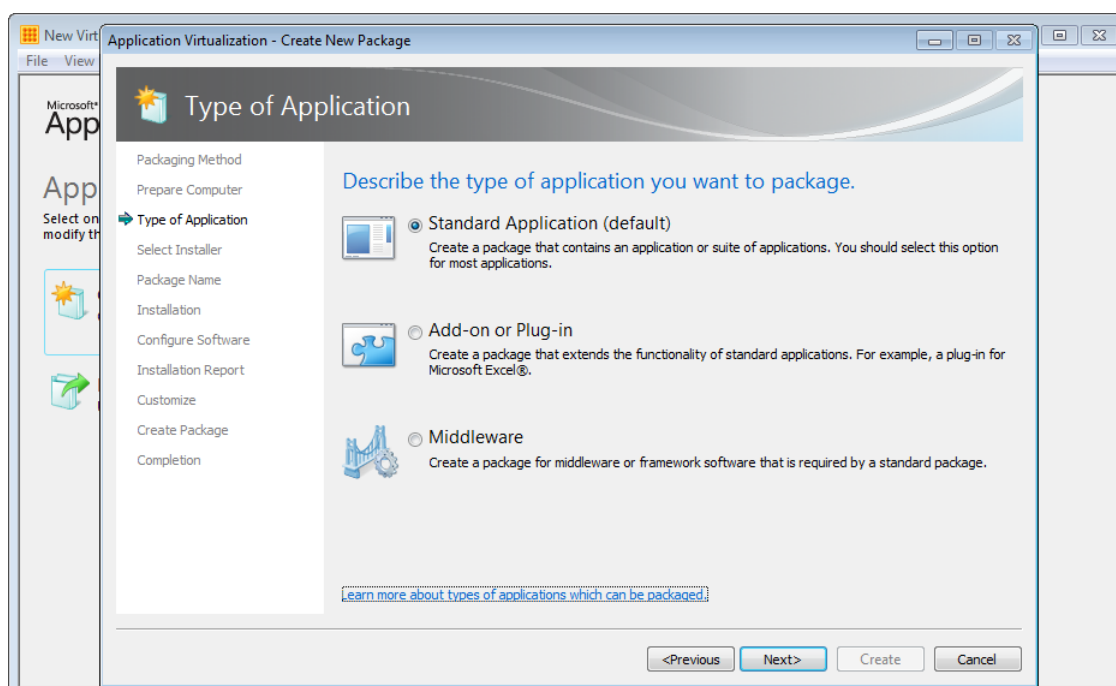 New Virt
File View
Microsoft®
App
App
Select on
modify th
Application Virtualization - Create New Package
Type of Application
Packaging Method
Prepare Computer
Type of Application
Select Installer
Package Name
Installation
Configure Software
Installation Report
Customize
Create Package
Completion
Describe the type of application you want to package.
Standard Application (default)
Create a package that contains an application or suite of applications. You should select this option
for most applications.
Add-on or Plug-in
Create a package that extends the functionality of standard applications. For example, a plug-in for
Microsoft Excel®.
Middleware
Create a package for middleware or framework software that is required by a standard package.
Learn more about types of applications which can be packaged.
<Previous
Next>
Create
Cancel